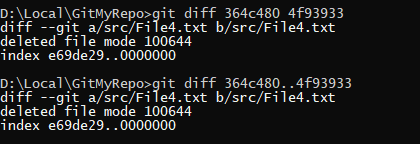 D:\Local\GitMyRepo>git diff 364c480 4f93933
diff --git a/src/File4.txt b/src/File4.txt
deleted file mode 100644
index e69de29..0000000
D:\Local\GitMyRepo>git diff 364c480..4f93933
diff --git a/src/File4.txt b/src/File4.txt
deleted file mode 100644
index e69de29..0000000